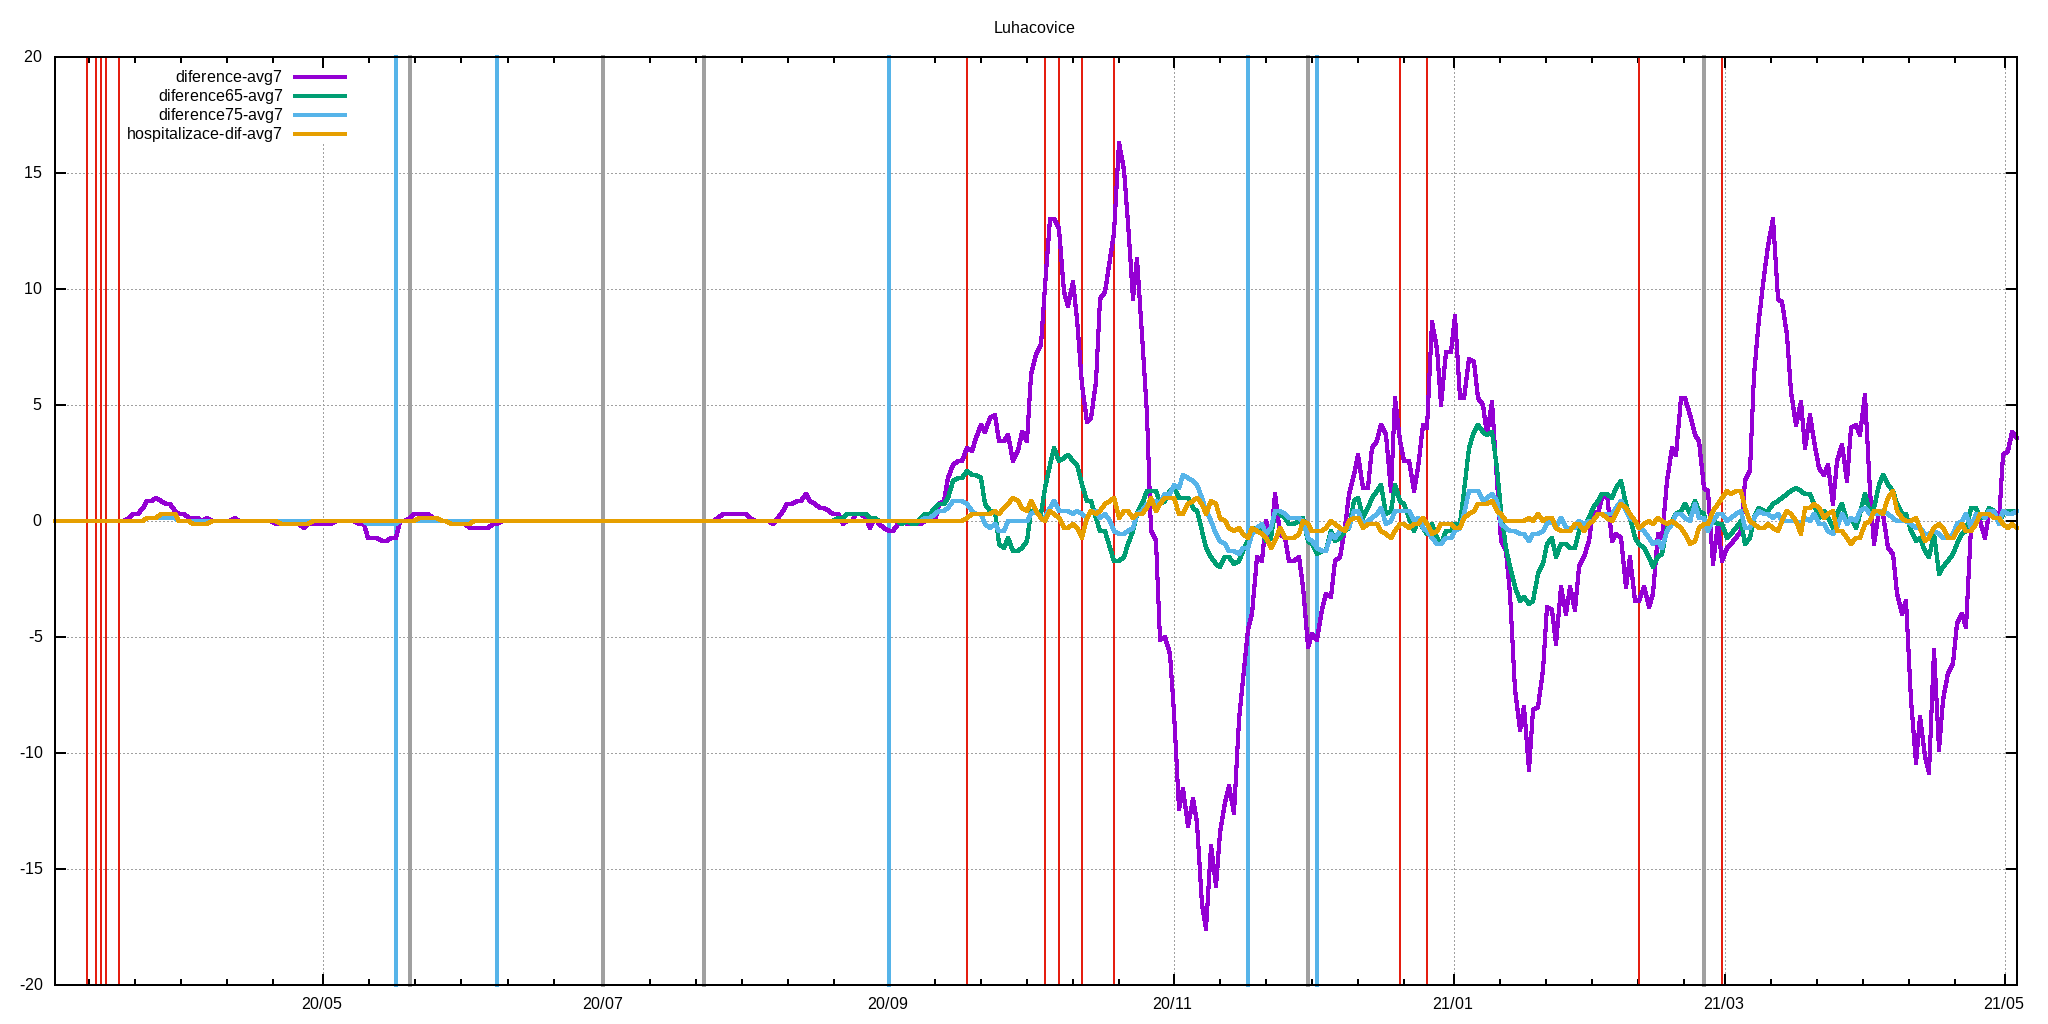 Luhacovice
20
diference-avg7
diference65-avg7
diference75-avg7
hospitalizace-dif-avg7
15
10
5
0
-5
-10
-15
-20
20/05 20/07 20/09 20/11 21/01 21/03 21/05